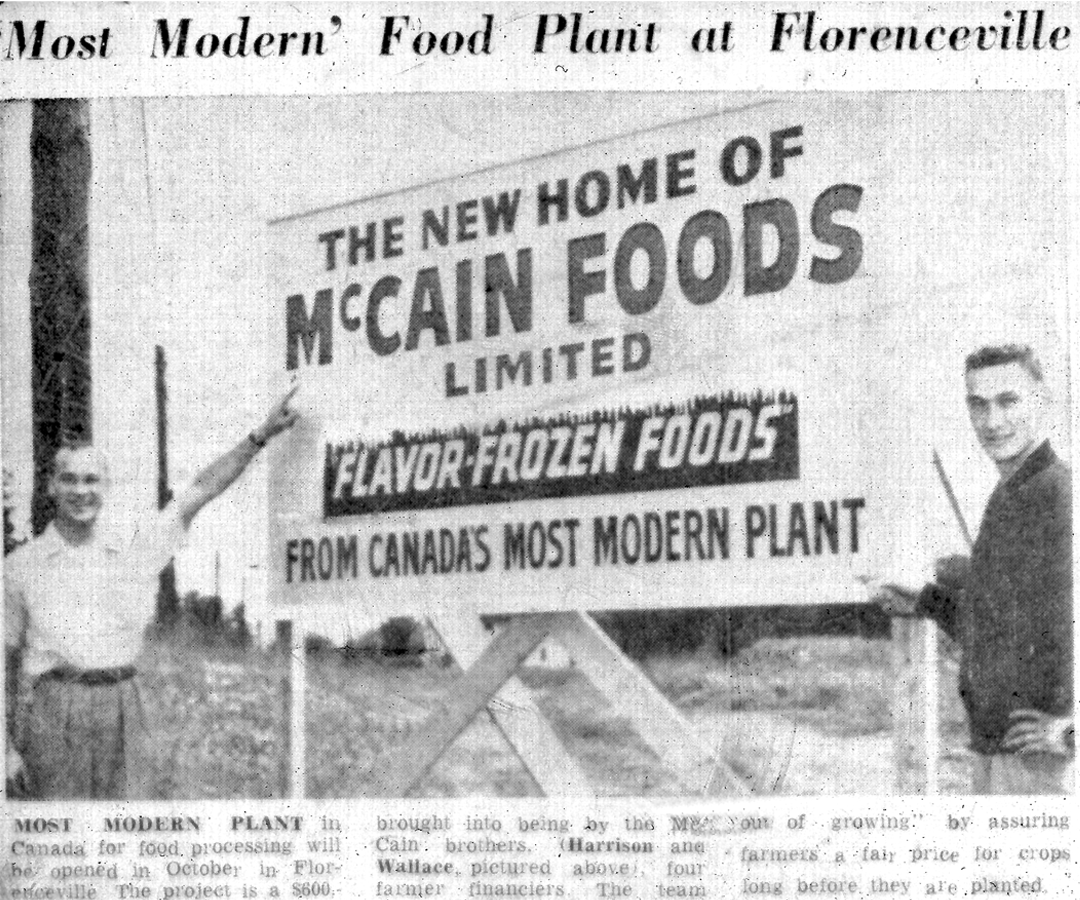 'Most Modern' Food Plant at Florenceville
THE NEW HOME OF
McCAIN FOODS
LIMITED
"FLAVOR-FROZEN FOODS"
FROM CANADA'S MOST MODERN PLANT
MOST MODERN PLANT in
Canada for food processing will
be opened in October in Flor-
enceville The project is a $600,-
brought into being by the Mc-
Cain brothers, (Harrison and
Wallace, pictured above), four
farmer financiers. The team
out of growing." by assuring
farmers a fair price for crops
long before they are planted.